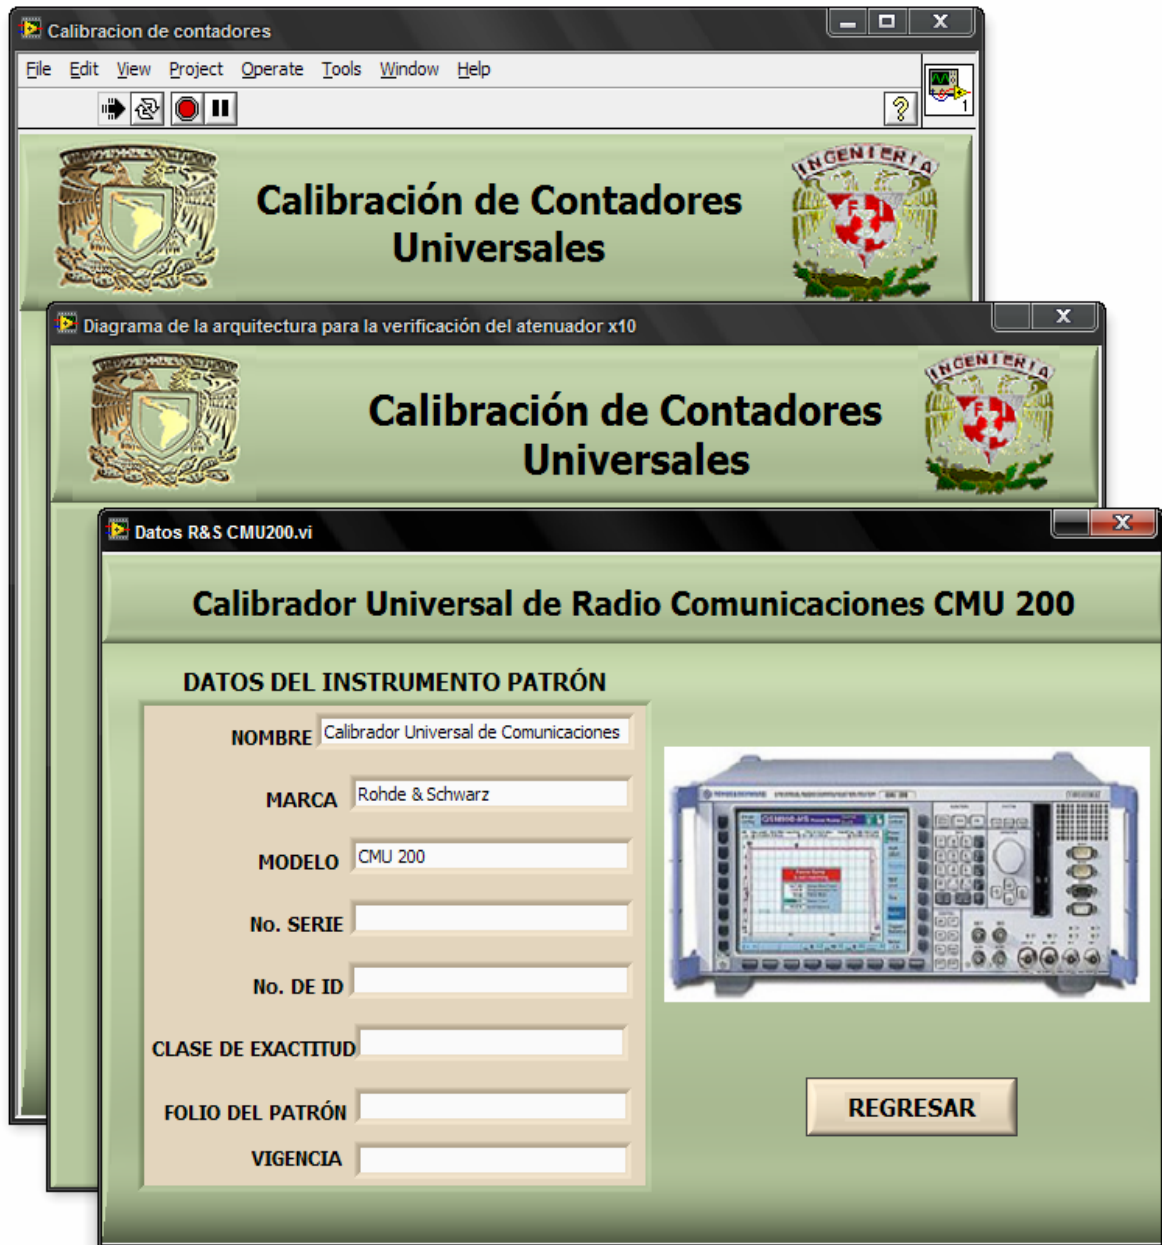 Calibracion de contadores
File Edit View Project Operate Tools Window Help
1
INGENIERIA
Calibración de Contadores
Universales
F I
Diagrama de la arquitectura para la verificación del atenuador x10
INGENIERIA
Calibración de Contadores
Universales
F I
Datos R&S CMU200.vi
Calibrador Universal de Radio Comunicaciones CMU 200
DATOS DEL INSTRUMENTO PATRÓN
NOMBRE Calibrador Universal de Comunicaciones
MARCA Rohde & Schwarz
MODELO CMU 200
No. SERIE
No. DE ID
CLASE DE EXACTITUD
FOLIO DEL PATRÓN
VIGENCIA
REGRESAR